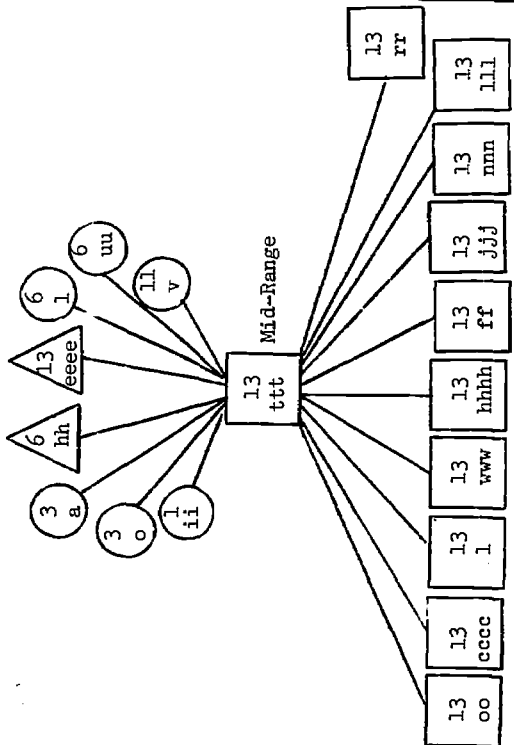 3
a
6
hh
13
eeee
6
l
6
uu
3
o
11
v
1
ii
13
ttt
Mid-Range
13
rr
13
oo
13
cccc
13
l
13
www
13
hhhh
13
ff
13
jjj
13
nnn
13
lll